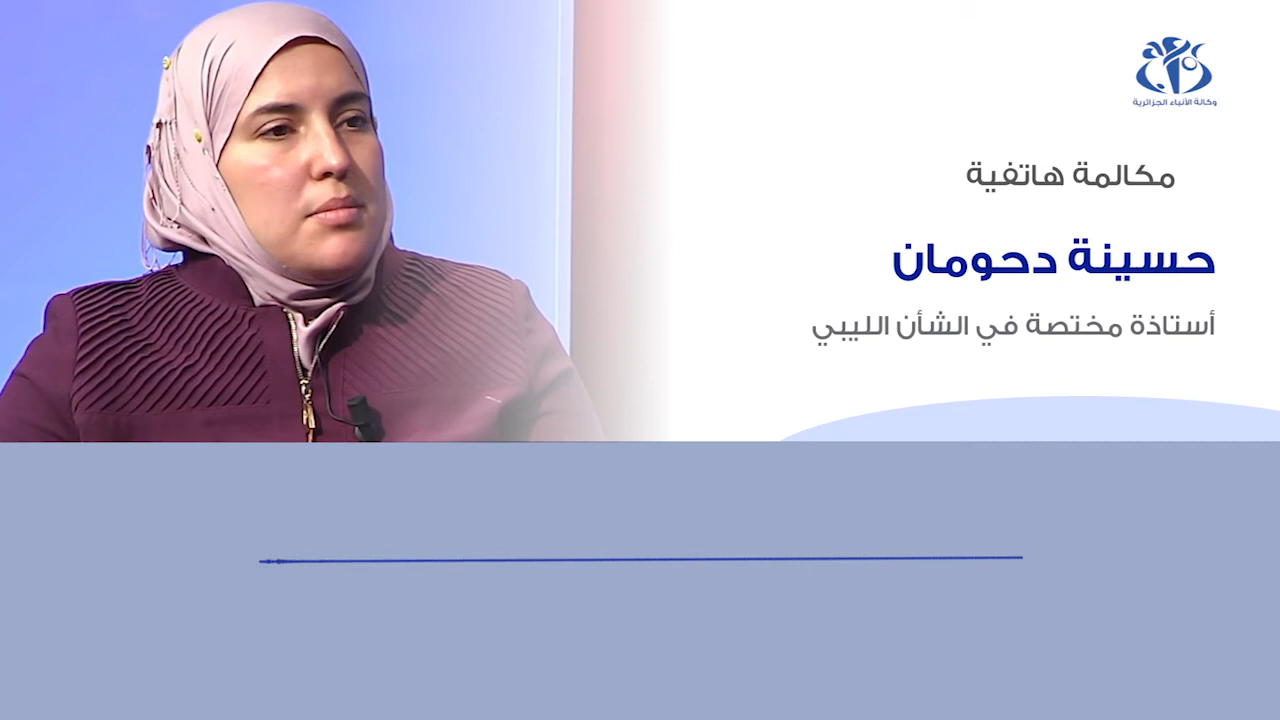 وكالة الأنباء الجزائرية
مكالمة هاتفية
حسينة دحومان
أستاذة مختصة في الشأن الليبي